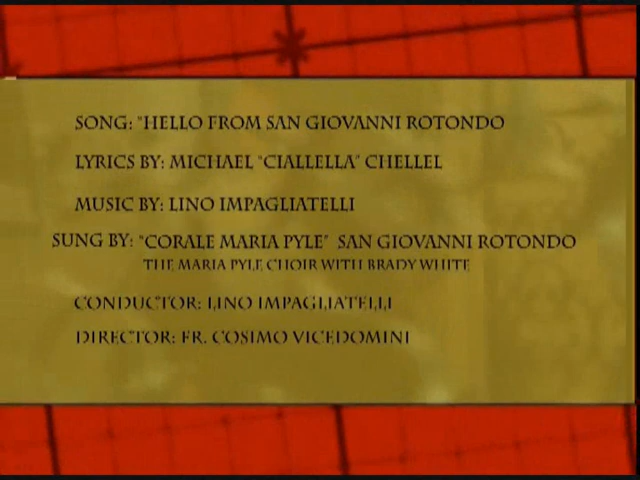 SONG: "HELLO FROM SAN GIOVANNI ROTONDO
LYRICS BY: MICHAEL "CIALLELLA" CHELLEL
MUSIC BY: LINO IMPAGLIATELLI
SUNG BY: "CORALE MARIA PYLE" SAN GIOVANNI ROTONDO
THE MARIA PYLE CHOIR WITH BRADY WHITE
CONDUCTOR: LINO IMPAGLIATELLI
DIRECTOR: FR. COSIMO VICEDOMINI